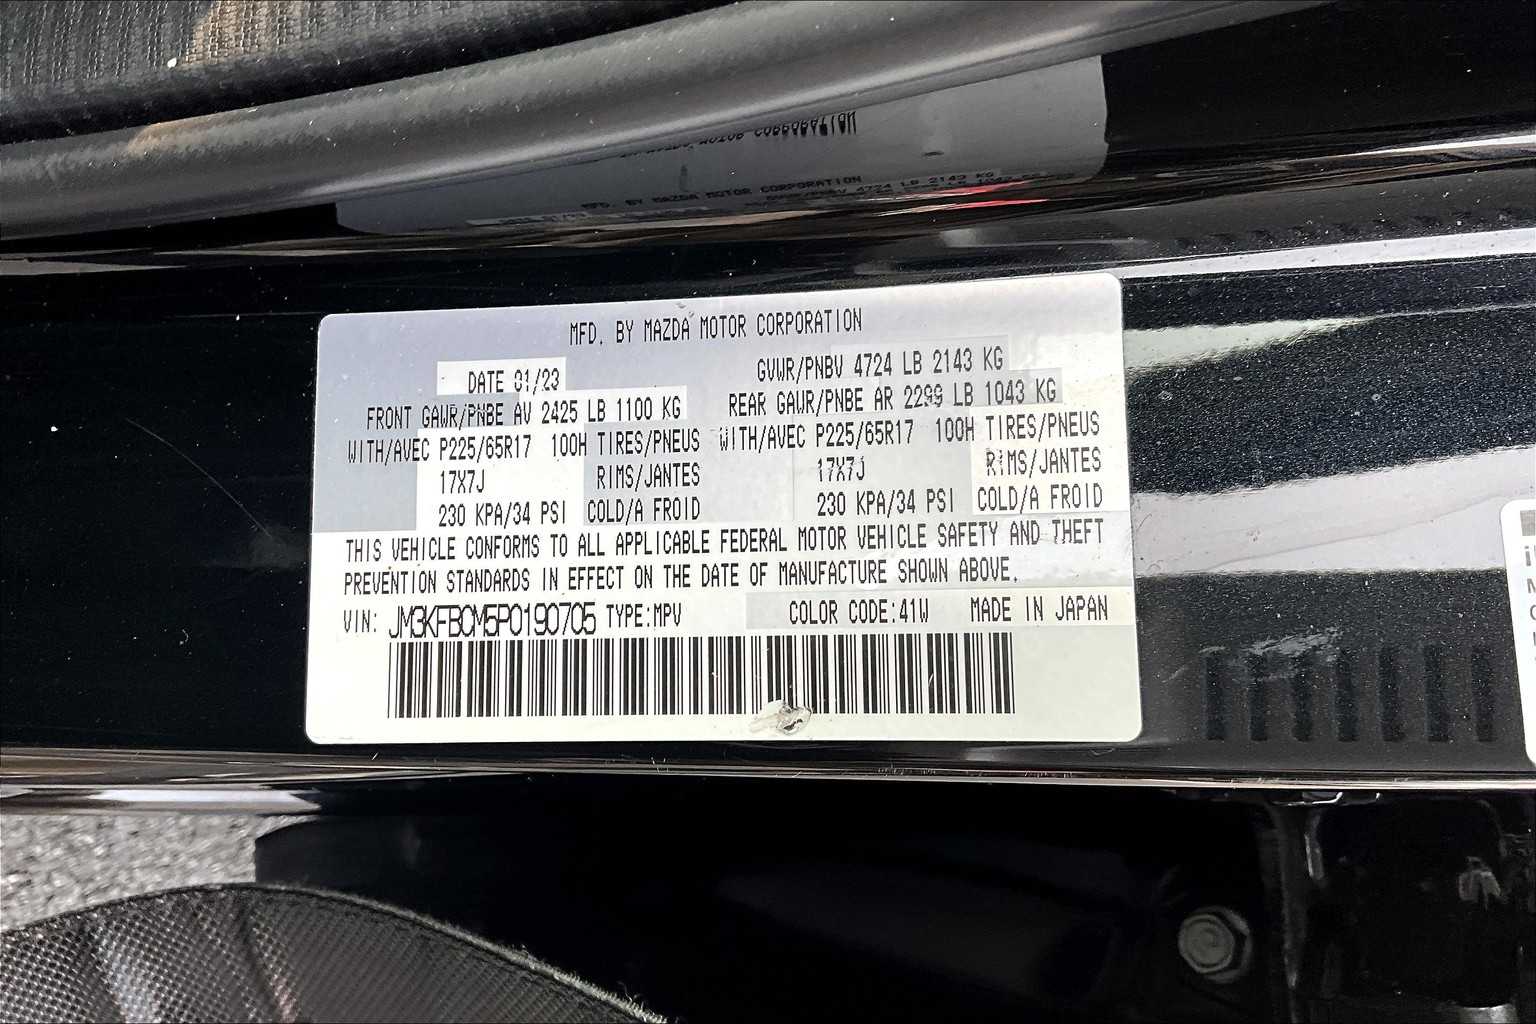 MFD. BY MAZDA MOTOR CORPORATION
MFD. BY MAZDA MOTOR CORPORATION
DATE 01/23
GVWR/PNBV 4724 LB 2143 KG
FRONT GAWR/PNBE AV 2425 LB 1100 KG
REAR GAWR/PNBE AR 2299 LB 1043 KG
WITH/AVEC P225/65R17 100H TIRES/PNEUS
WITH/AVEC P225/65R17 100H TIRES/PNEUS
17X7J RIMS/JANTES
17X7J RIMS/JANTES
230 KPA/34 PSI COLD/A FROID
230 KPA/34 PSI COLD/A FROID
THIS VEHICLE CONFORMS TO ALL APPLICABLE FEDERAL MOTOR VEHICLE SAFETY AND THEFT
PREVENTION STANDARDS IN EFFECT ON THE DATE OF MANUFACTURE SHOWN ABOVE.
VIN: JM3KFBCM5P0190705 TYPE:MPV COLOR CODE:41W MADE IN JAPAN